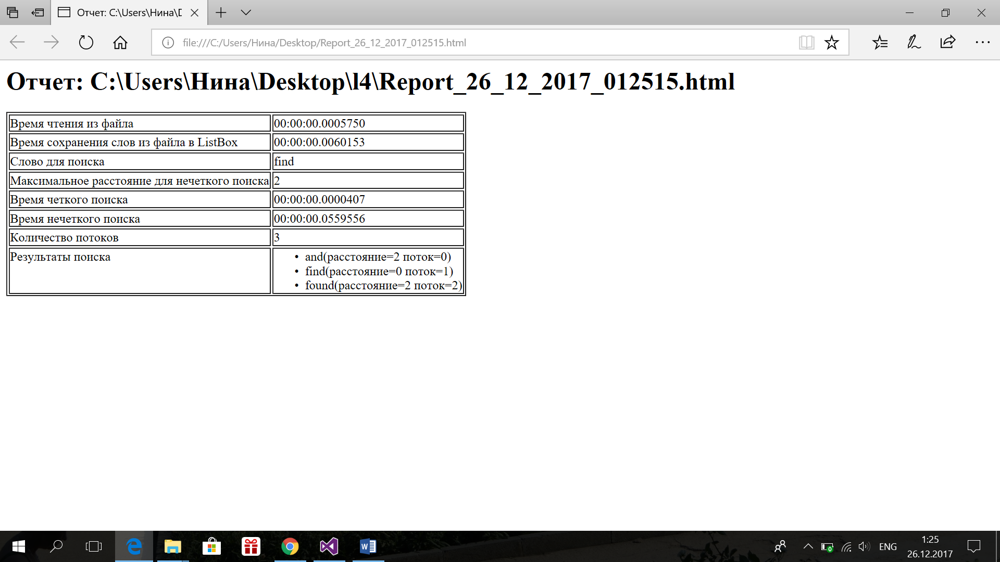 Отчет: C:\Users\Нина\D
file:///C:/Users/Нина/Desktop/Report_26_12_2017_012515.html
Отчет: C:\Users\Нина\Desktop\l4\Report_26_12_2017_012515.html
Время чтения из файла 00:00:00.0005750
Время сохранения слов из файла в ListBox 00:00:00.0060153
Слово для поиска find
Максимальное расстояние для нечеткого поиска 2
Время четкого поиска 00:00:00.0000407
Время нечеткого поиска 00:00:00.0559556
Количество потоков 3
Результаты поиска • and(расстояние=2 поток=0)
• find(расстояние=0 поток=1)
• found(расстояние=2 поток=2)
ENG
1:25
26.12.2017